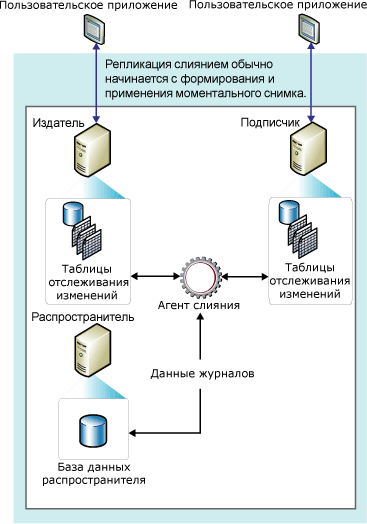 Пользовательское приложение
Пользовательское приложение
Репликация слиянием обычно
начинается с формирования и
применения моментального снимка.
Издатель
Подписчик
Таблицы
отслеживания
изменений
Таблицы
отслеживания
изменений
Агент слияния
Распространитель
Данные журналов
База данных
распространителя